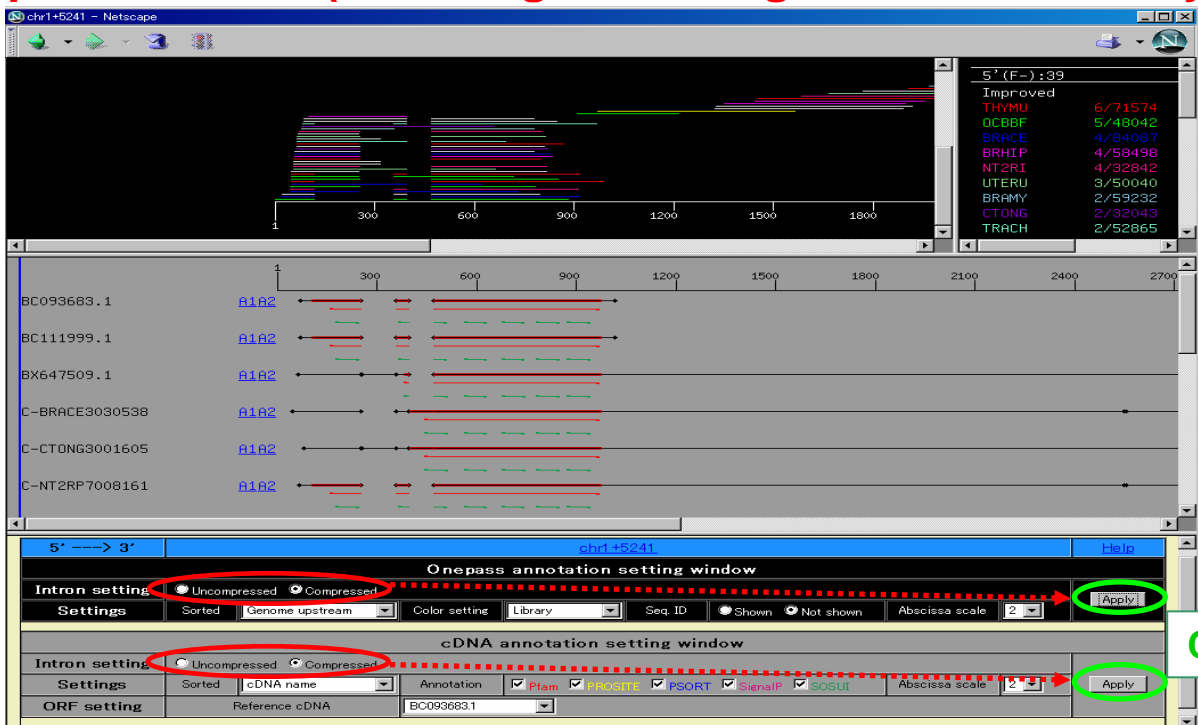 chr1+5241 - Netscape
5'(F-):39
Improved
THYMU 6/71574
OCBBF 5/48042
BRACE 4/84087
BRHIP 4/58498
NT2RI 4/32842
UTERU 3/50040
BRAMY 2/59232
CTONG 2/32043
TRACH 2/52865
1 300 600 900 1200 1500 1800
1 300 600 900 1200 1500 1800 2100 2400 2700
BC093683.1 A1A2
BC111999.1 A1A2
BX647509.1 A1A2
C-BRACE3030538 A1A2
C-CTONG3001605 A1A2
C-NT2RP7008161 A1A2
5' ---> 3' chr1+5241 Help
Onepass annotation setting window
Intron setting Uncompressed Compressed Apply
Settings Sorted Genome upstream Color setting Library Seq. ID Shown Not shown Abscissa scale 2
cDNA annotation setting window
Intron setting Uncompressed Compressed
Settings Sorted cDNA name Annotation Pfam PROSITE PSORT SignalP SOSUI Abscissa scale 2 Apply
ORF setting Reference cDNA BC093683.1